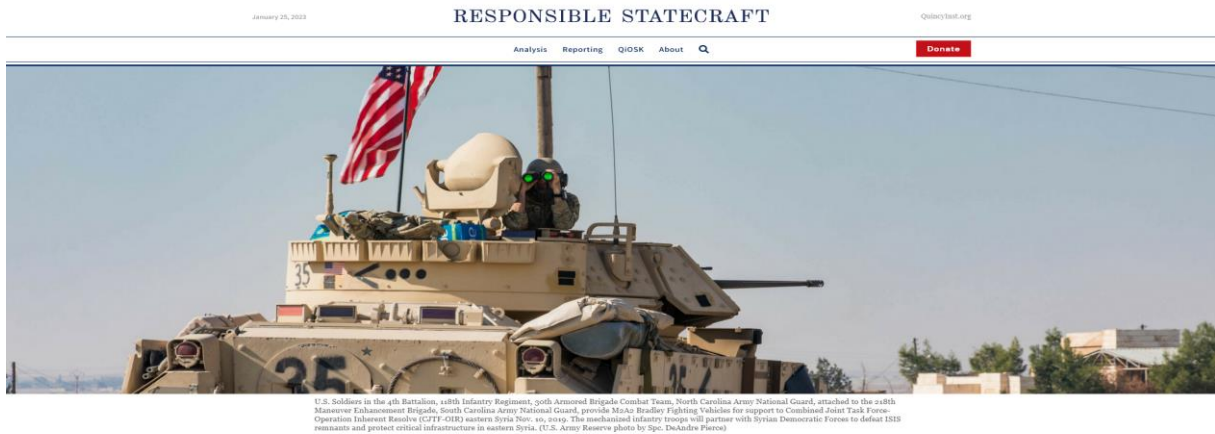 January 25, 2023
RESPONSIBLE STATECRAFT
QuincyInst.org
Analysis Reporting QiOSK About
Donate
35
35
U.S. Soldiers in the 4th Battalion, 118th Infantry Regiment, 30th Armored Brigade Combat Team, North Carolina Army National Guard, attached to the 218th
Maneuver Enhancement Brigade, South Carolina Army National Guard, provide M2A2 Bradley Fighting Vehicles for support to Combined Joint Task Force-
Operation Inherent Resolve (CJTF-OIR) eastern Syria Nov. 10, 2019. The mechanized infantry troops will partner with Syrian Democratic Forces to defeat ISIS
remnants and protect critical infrastructure in eastern Syria. (U.S. Army Reserve photo by Spc. DeAndre Pierce)